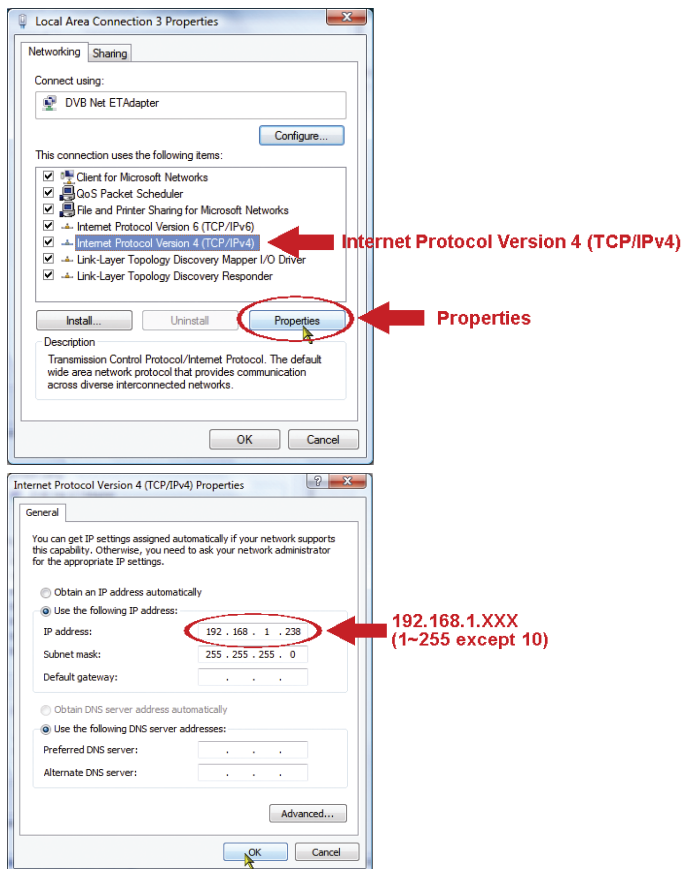 Local Area Connection 3 Properties
Networking Sharing
Connect using:
DVB Net ETAdapter
Configure...
This connection uses the following items:
Client for Microsoft Networks
QoS Packet Scheduler
File and Printer Sharing for Microsoft Networks
Internet Protocol Version 6 (TCP/IPv6)
Internet Protocol Version 4 (TCP/IPv4)
Internet Protocol Version 4 (TCP/IPv4)
Link-Layer Topology Discovery Mapper I/O Driver
Link-Layer Topology Discovery Responder
Install... Uninstall Properties
Properties
Description
Transmission Control Protocol/Internet Protocol. The default
wide area network protocol that provides communication
across diverse interconnected networks.
OK Cancel
Internet Protocol Version 4 (TCP/IPv4) Properties
General
You can get IP settings assigned automatically if your network supports
this capability. Otherwise, you need to ask your network administrator
for the appropriate IP settings.
Obtain an IP address automatically
Use the following IP address:
IP address: 192 . 168 . 1 . 238
192.168.1.XXX
(1~255 except 10)
Subnet mask: 255 . 255 . 255 . 0
Default gateway: . . .
Obtain DNS server address automatically
Use the following DNS server addresses:
Preferred DNS server: . . .
Alternate DNS server: . . .
Advanced...
OK Cancel